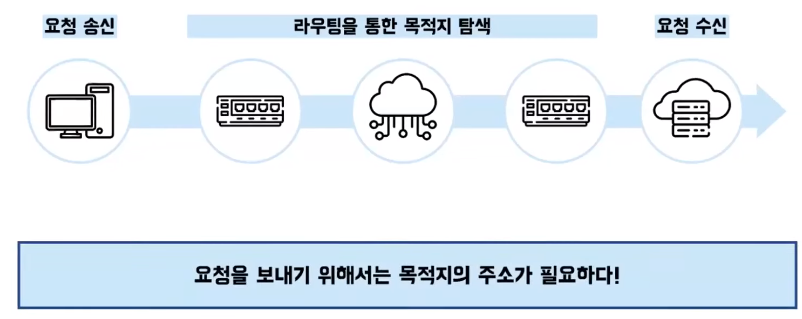 요청 송신
라우팅을 통한 목적지 탐색
요청 수신
요청을 보내기 위해서는 목적지의 주소가 필요하다!